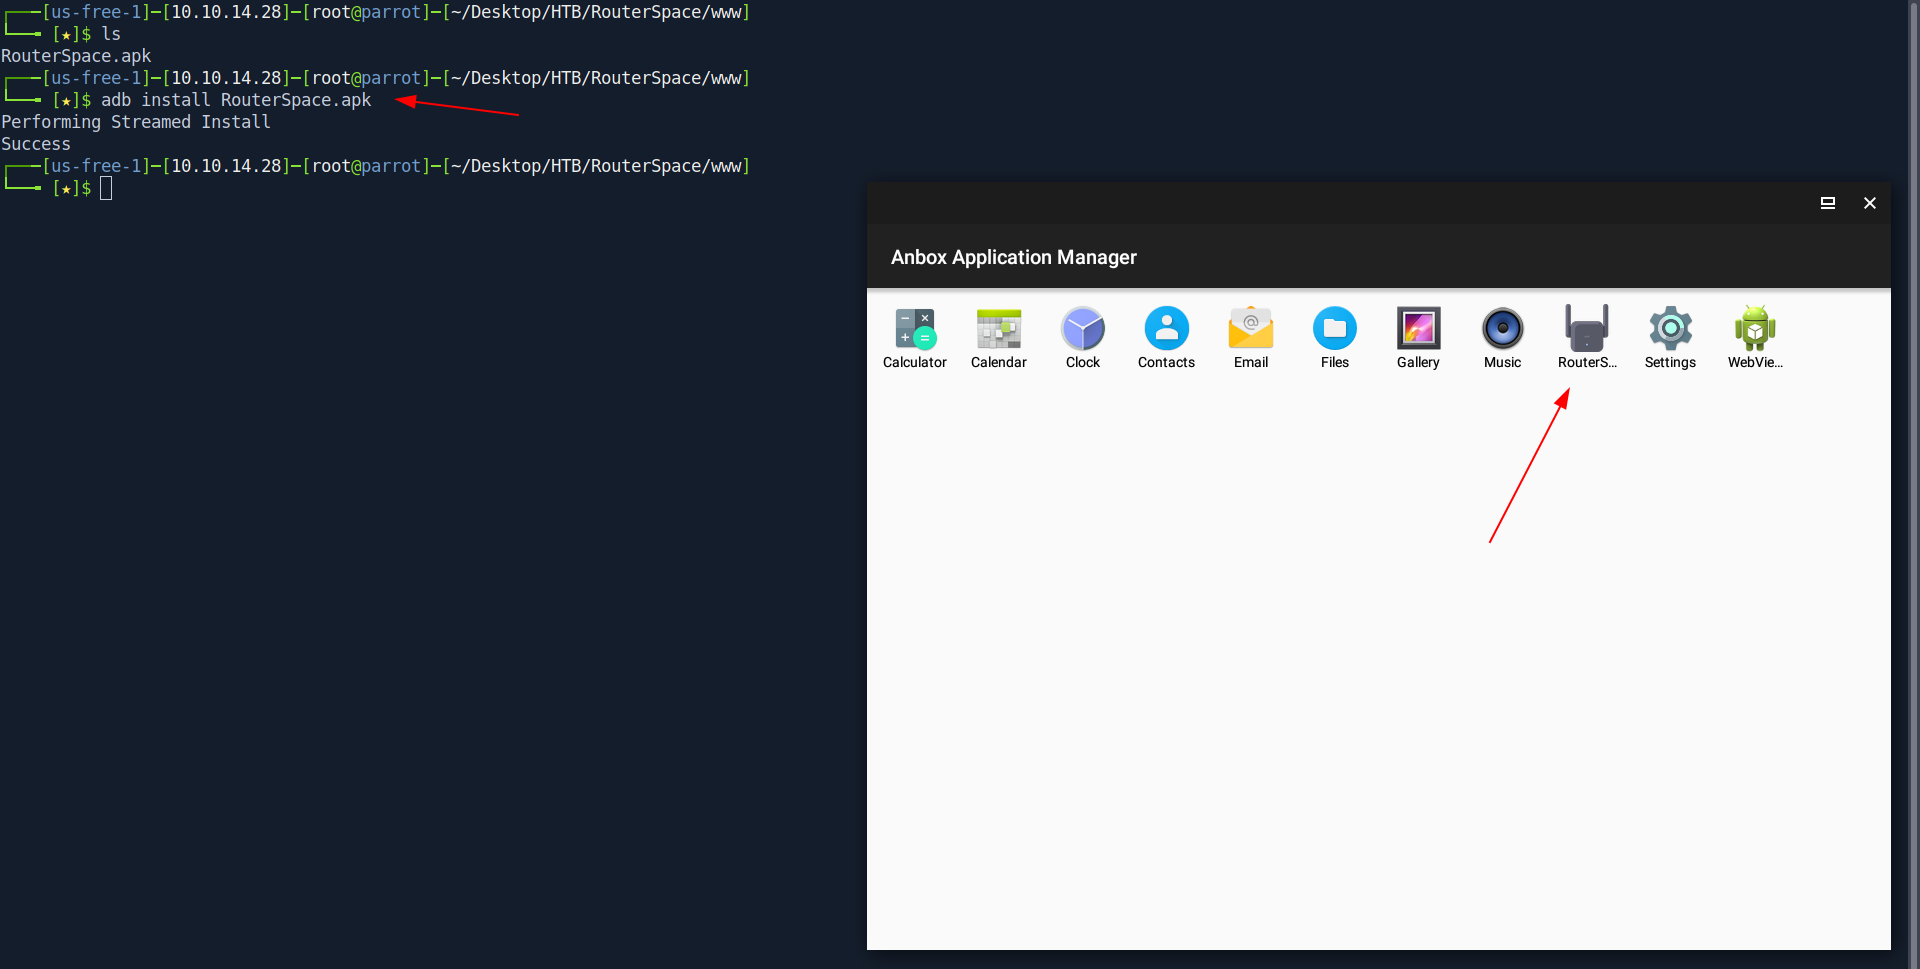 [us-free-1]─[10.10.14.28]─[root@parrot]─[~/Desktop/HTB/RouterSpace/www]
[★]$ ls
RouterSpace.apk
[us-free-1]─[10.10.14.28]─[root@parrot]─[~/Desktop/HTB/RouterSpace/www]
[★]$ adb install RouterSpace.apk
Performing Streamed Install
Success
[us-free-1]─[10.10.14.28]─[root@parrot]─[~/Desktop/HTB/RouterSpace/www]
[★]$
Anbox Application Manager
Calculator Calendar Clock Contacts Email Files Gallery Music RouterS... Settings WebVie...